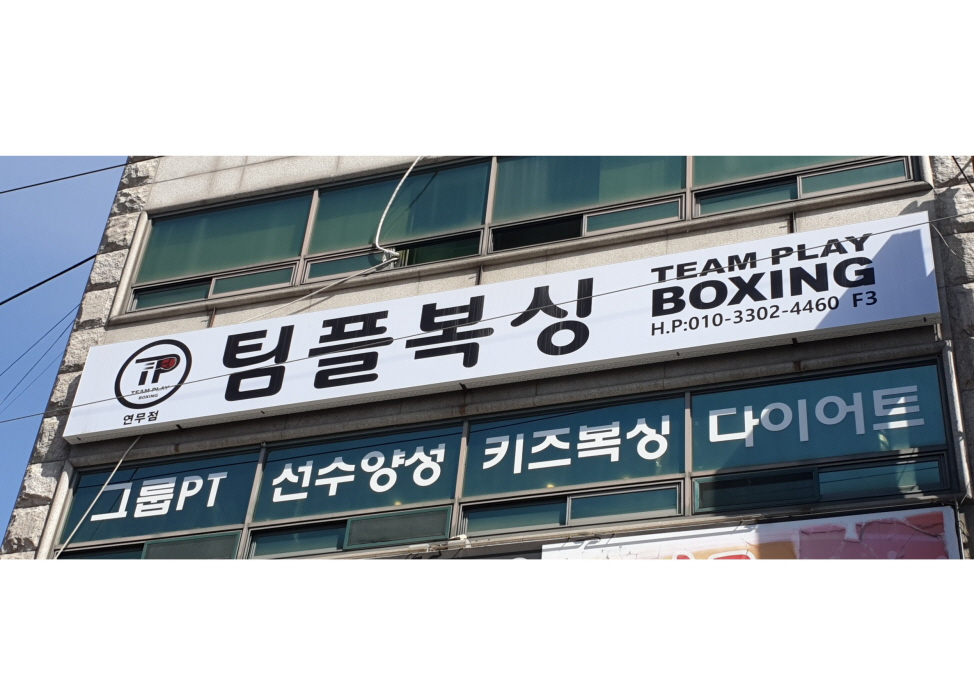 TP
TEAM PLAY
BOXING
연무점
팀플복싱
TEAM PLAY
BOXING
H.P:010-3302-4460 F3
그룹PT 선수양성 키즈복싱 다이어트